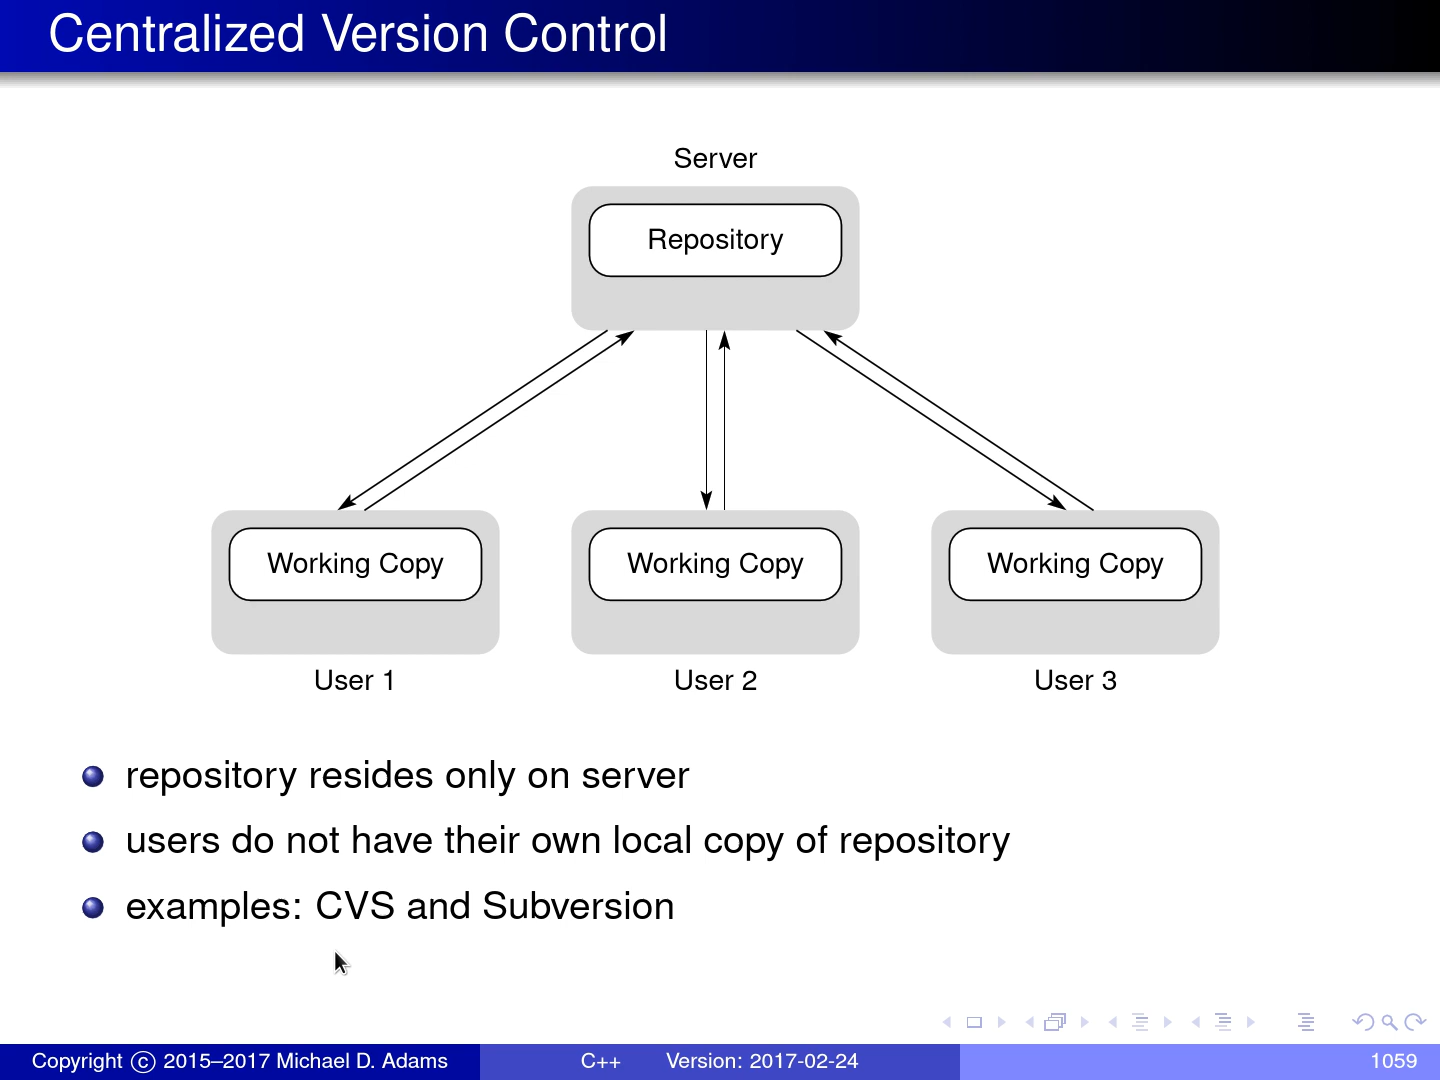 Centralized Version Control
Server
Repository
Working Copy
Working Copy
Working Copy
User 1
User 2
User 3
repository resides only on server
users do not have their own local copy of repository
examples: CVS and Subversion
Copyright © 2015–2017 Michael D. Adams
C++
Version: 2017-02-24
1059